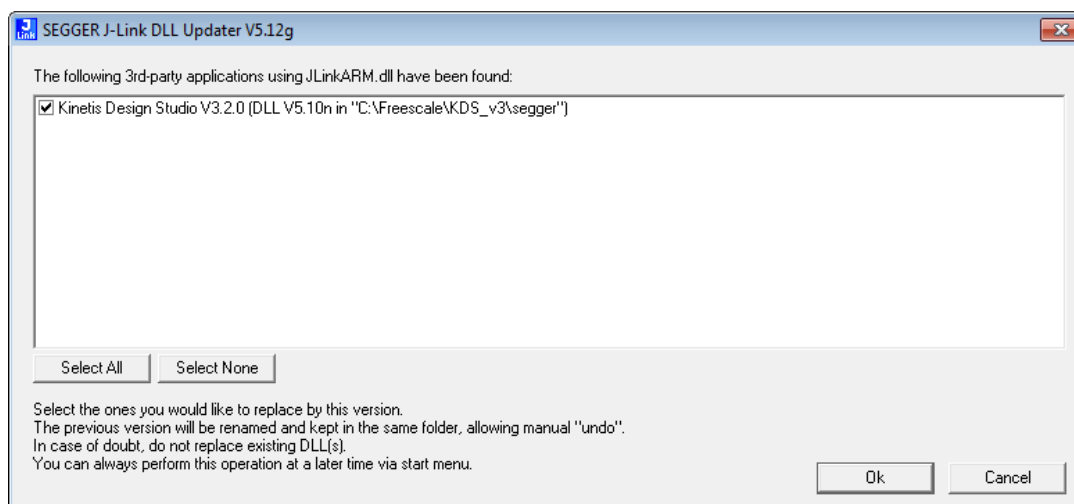 J
Link
SEGGER J-Link DLL Updater V5.12g
The following 3rd-party applications using JLinkARM.dll have been found:
Kinetis Design Studio V3.2.0 (DLL V5.10n in "C:\Freescale\KDS_v3\segger")
Select All
Select None
Select the ones you would like to replace by this version.
The previous version will be renamed and kept in the same folder, allowing manual "undo".
In case of doubt, do not replace existing DLL(s).
You can always perform this operation at a later time via start menu.
Ok
Cancel